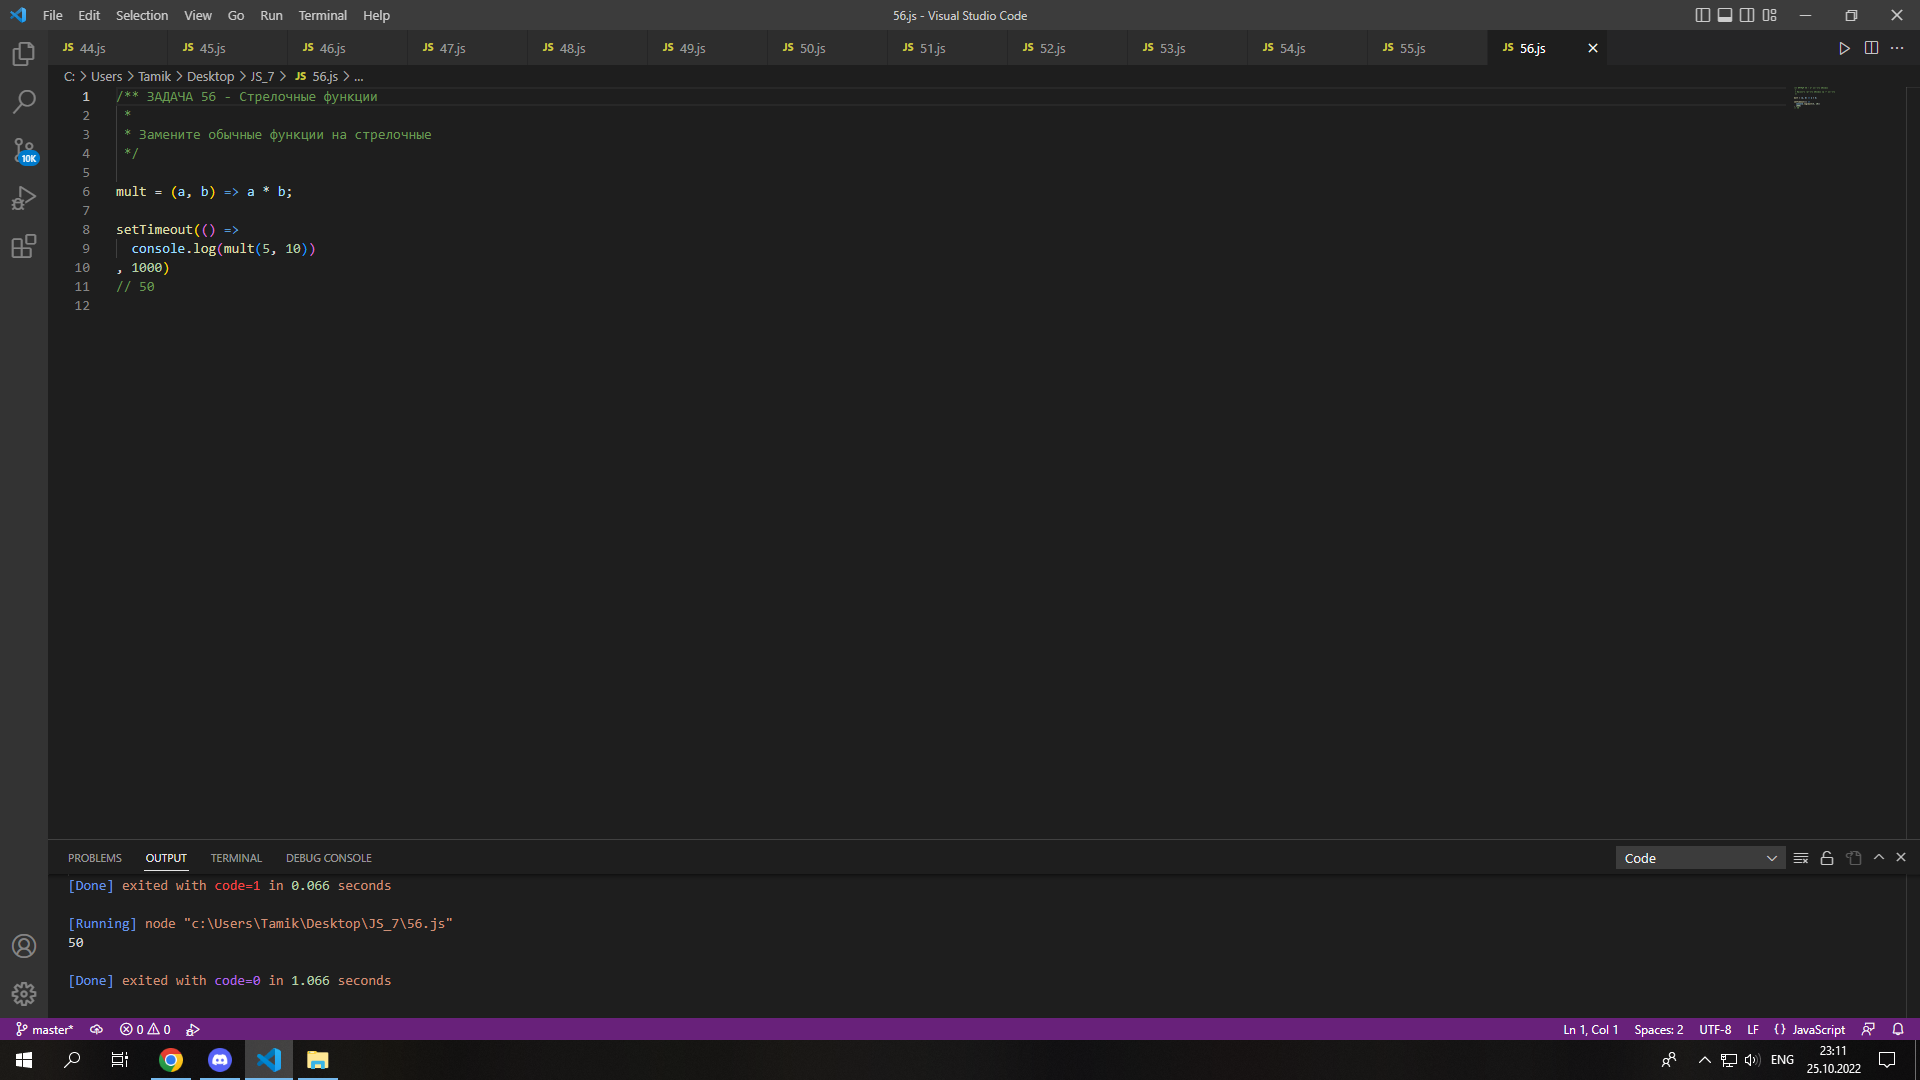 File Edit Selection View Go Run Terminal Help
56.js - Visual Studio Code
JS 44.js JS 45.js JS 46.js JS 47.js JS 48.js JS 49.js JS 50.js JS 51.js JS 52.js JS 53.js JS 54.js JS 55.js JS 56.js
C: > Users > Tamik > Desktop > JS_7 > JS 56.js > ...
1 /** ЗАДАЧА 56 - Стрелочные функции
2 *
3 * Замените обычные функции на стрелочные
4 */
5
6 mult = (a, b) => a * b;
7
8 setTimeout(() =>
9 console.log(mult(5, 10))
10 , 1000)
11 // 50
12
10K
PROBLEMS OUTPUT TERMINAL DEBUG CONSOLE
Code
[Done] exited with code=1 in 0.066 seconds
[Running] node "c:\Users\Tamik\Desktop\JS_7\56.js"
50
[Done] exited with code=0 in 1.066 seconds
master* 0 0
Ln 1, Col 1 Spaces: 2 UTF-8 LF {} JavaScript
ENG
23:11
25.10.2022